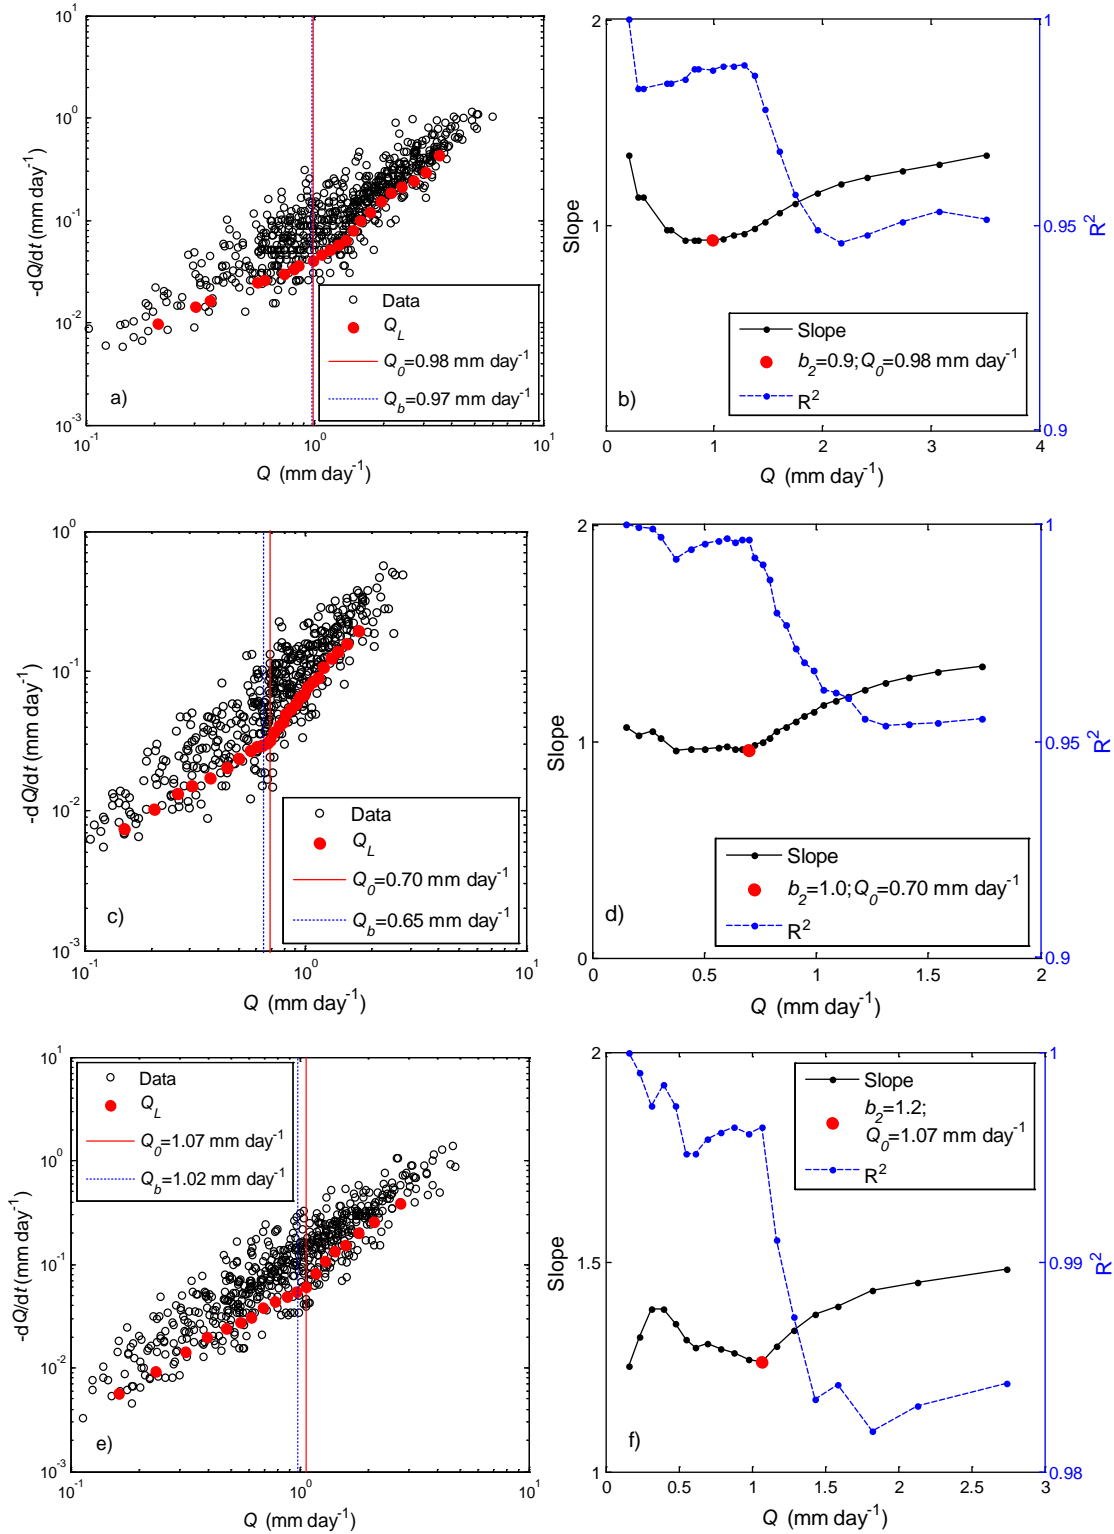 10^1
10^0
10^-1
10^-2
10^-3
-dQ/dt (mm day^-1)
Data
Q_L
Q_0=0.98 mm day^-1
Q_b=0.97 mm day^-1
a)
10^-1
10^0
10^1
Q (mm day^-1)
2
1
Slope
1
0.95
0.9
R^2
Slope
b_2=0.9;Q_0=0.98 mm day^-1
R^2
b)
0
1
2
3
4
Q (mm day^-1)
10^0
10^-1
10^-2
10^-3
-dQ/dt (mm day^-1)
Data
Q_L
Q_0=0.70 mm day^-1
Q_b=0.65 mm day^-1
c)
10^-1
10^0
10^1
Q (mm day^-1)
2
1
0
Slope
1
0.95
0.9
R^2
Slope
b_2=1.0;Q_0=0.70 mm day^-1
R^2
d)
0
0.5
1
1.5
2
Q (mm day^-1)
10^1
10^0
10^-1
10^-2
10^-3
-dQ/dt (mm day^-1)
Data
Q_L
Q_0=1.07 mm day^-1
Q_b=1.02 mm day^-1
e)
10^-1
10^0
10^1
Q (mm day^-1)
2
1.5
1
Slope
1
0.99
0.98
R^2
Slope
b_2=1.2;
Q_0=1.07 mm day^-1
R^2
f)
0
0.5
1
1.5
2
2.5
3
Q (mm day^-1)